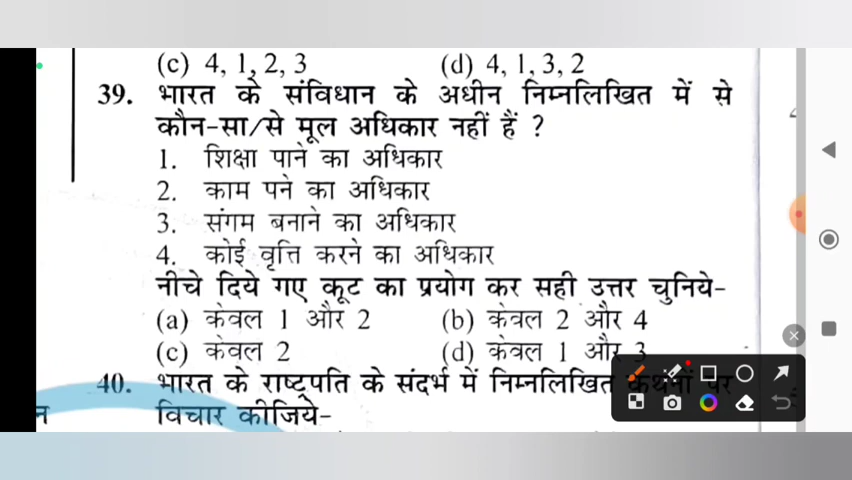 (c) 4, 1, 2, 3 (d) 4, 1, 3, 2
39. भारत के संविधान के अधीन निम्नलिखित में से
कौन-सा/से मूल अधिकार नहीं हैं ?
1. शिक्षा पाने का अधिकार
2. काम पने का अधिकार
3. संगम बनाने का अधिकार
4. कोई वृत्ति करने का अधिकार
नीचे दिये गए कूट का प्रयोग कर सही उत्तर चुनिये-
(a) केवल 1 और 2 (b) केवल 2 और 4
(c) केवल 2 (d) केवल 1 और 3
40. भारत के राष्ट्रपति के संदर्भ में निम्नलिखित कथनों पर
न विचार कीजिये-